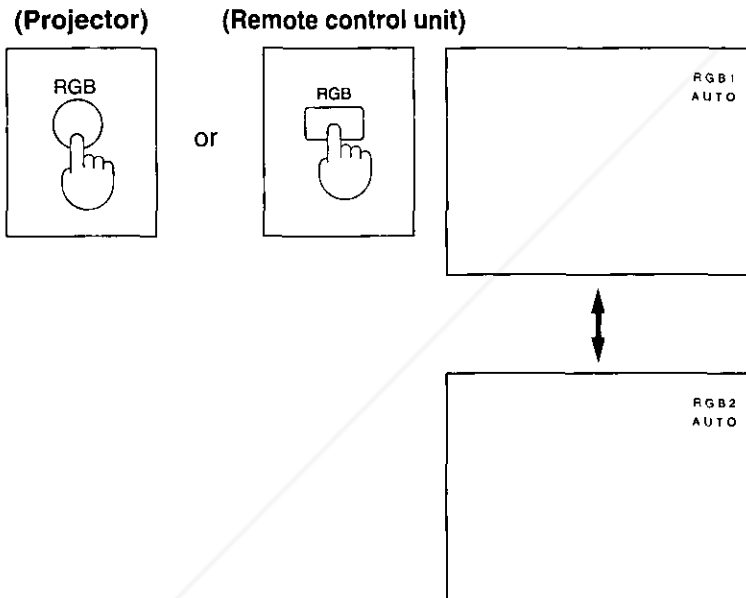 (Projector)
(Remote control unit)
RGB
or
RGB
RGB1
AUTO
RGB2
AUTO